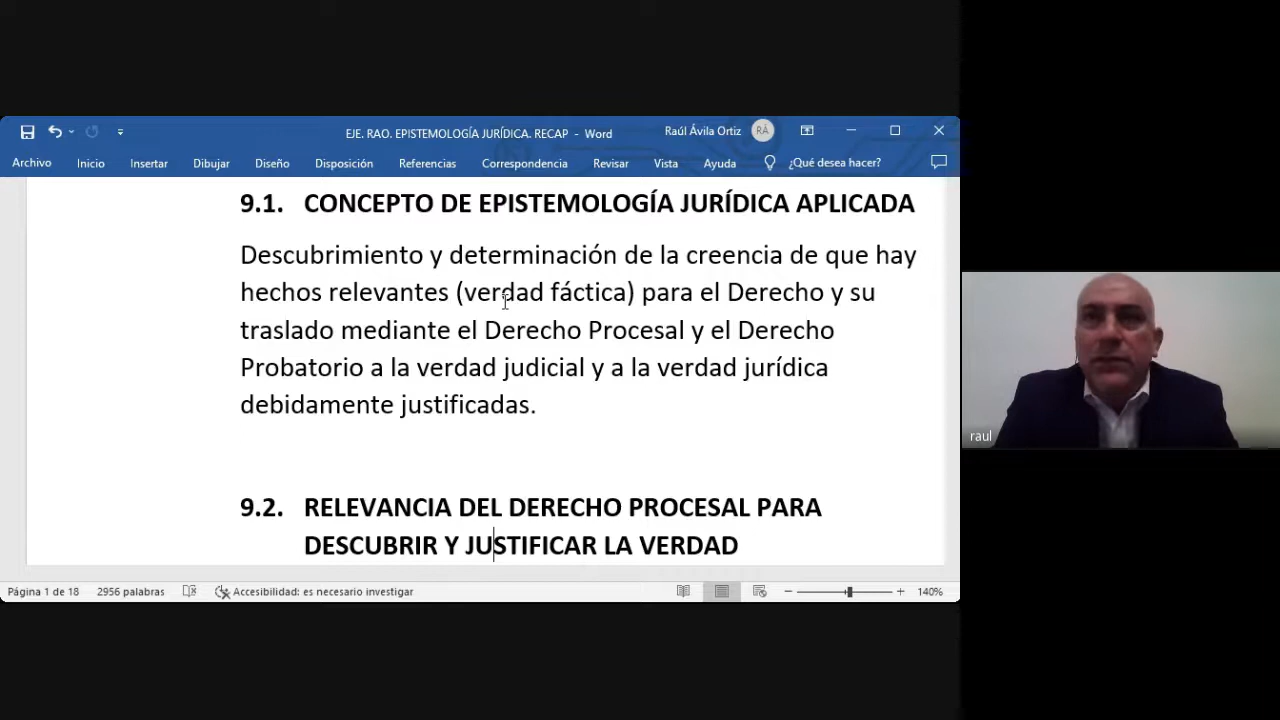 EJE. RAO. EPISTEMOLOGÍA JURÍDICA. RECAP - Word
Raúl Ávila Ortiz
RÁ
Archivo Inicio Insertar Dibujar Diseño Disposición Referencias Correspondencia Revisar Vista Ayuda ¿Qué desea hacer?
9.1. CONCEPTO DE EPISTEMOLOGÍA JURÍDICA APLICADA
Descubrimiento y determinación de la creencia de que hay
hechos relevantes (verdad fáctica) para el Derecho y su
traslado mediante el Derecho Procesal y el Derecho
Probatorio a la verdad judicial y a la verdad jurídica
debidamente justificadas.
9.2. RELEVANCIA DEL DERECHO PROCESAL PARA
DESCUBRIR Y JUSTIFICAR LA VERDAD
Página 1 de 18 2956 palabras Accesibilidad: es necesario investigar 140%
raul